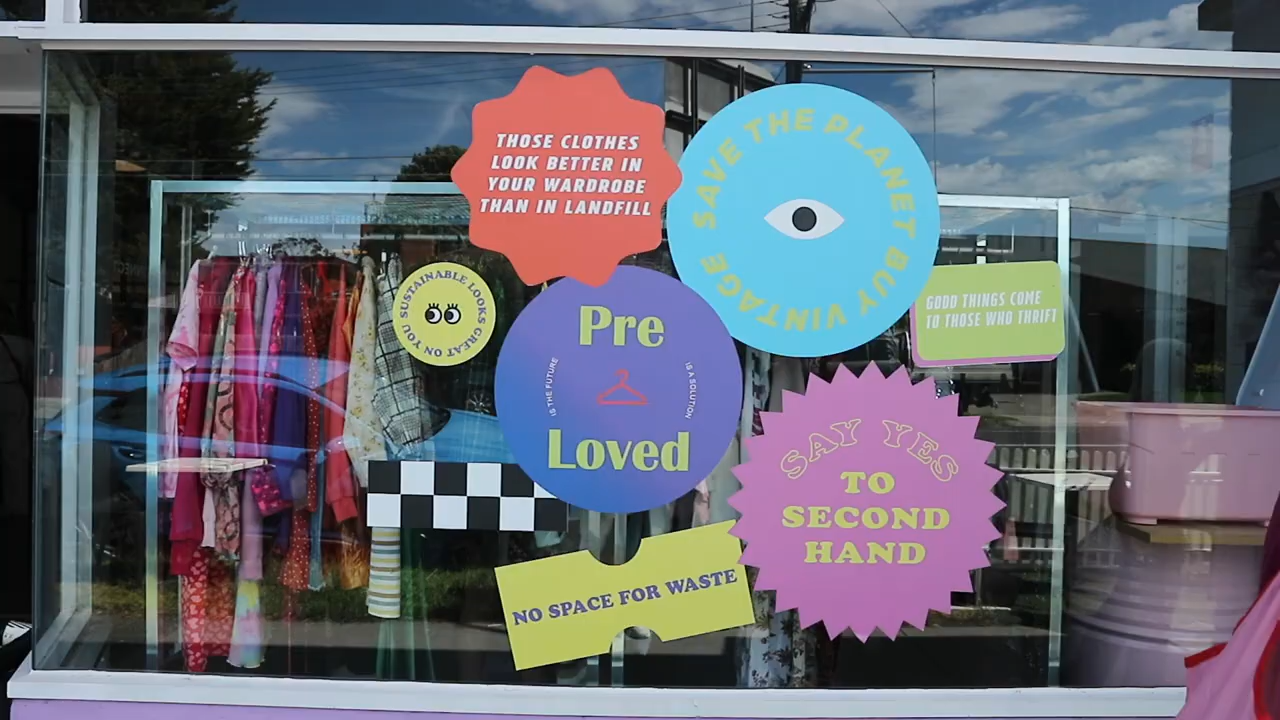 THOSE CLOTHES
LOOK BETTER IN
YOUR WARDROBE
THAN IN LANDFILL
SAVE THE PLANET BUY VINTAGE
SUSTAINABLE LOOKS GREAT ON YOU
GOOD THINGS COME
TO THOSE WHO THRIFT
Pre
IS THE FUTURE
IS A SOLUTION
Loved
SAY YES
TO
SECOND
HAND
NO SPACE FOR WASTE